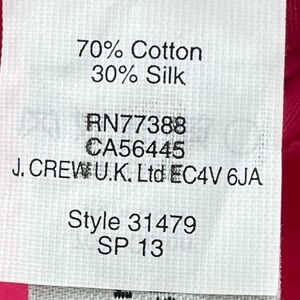 70% Cotton
30% Silk
RN77388
CA56445
J. CREW U.K. Ltd EC4V 6JA
Style 31479
SP 13